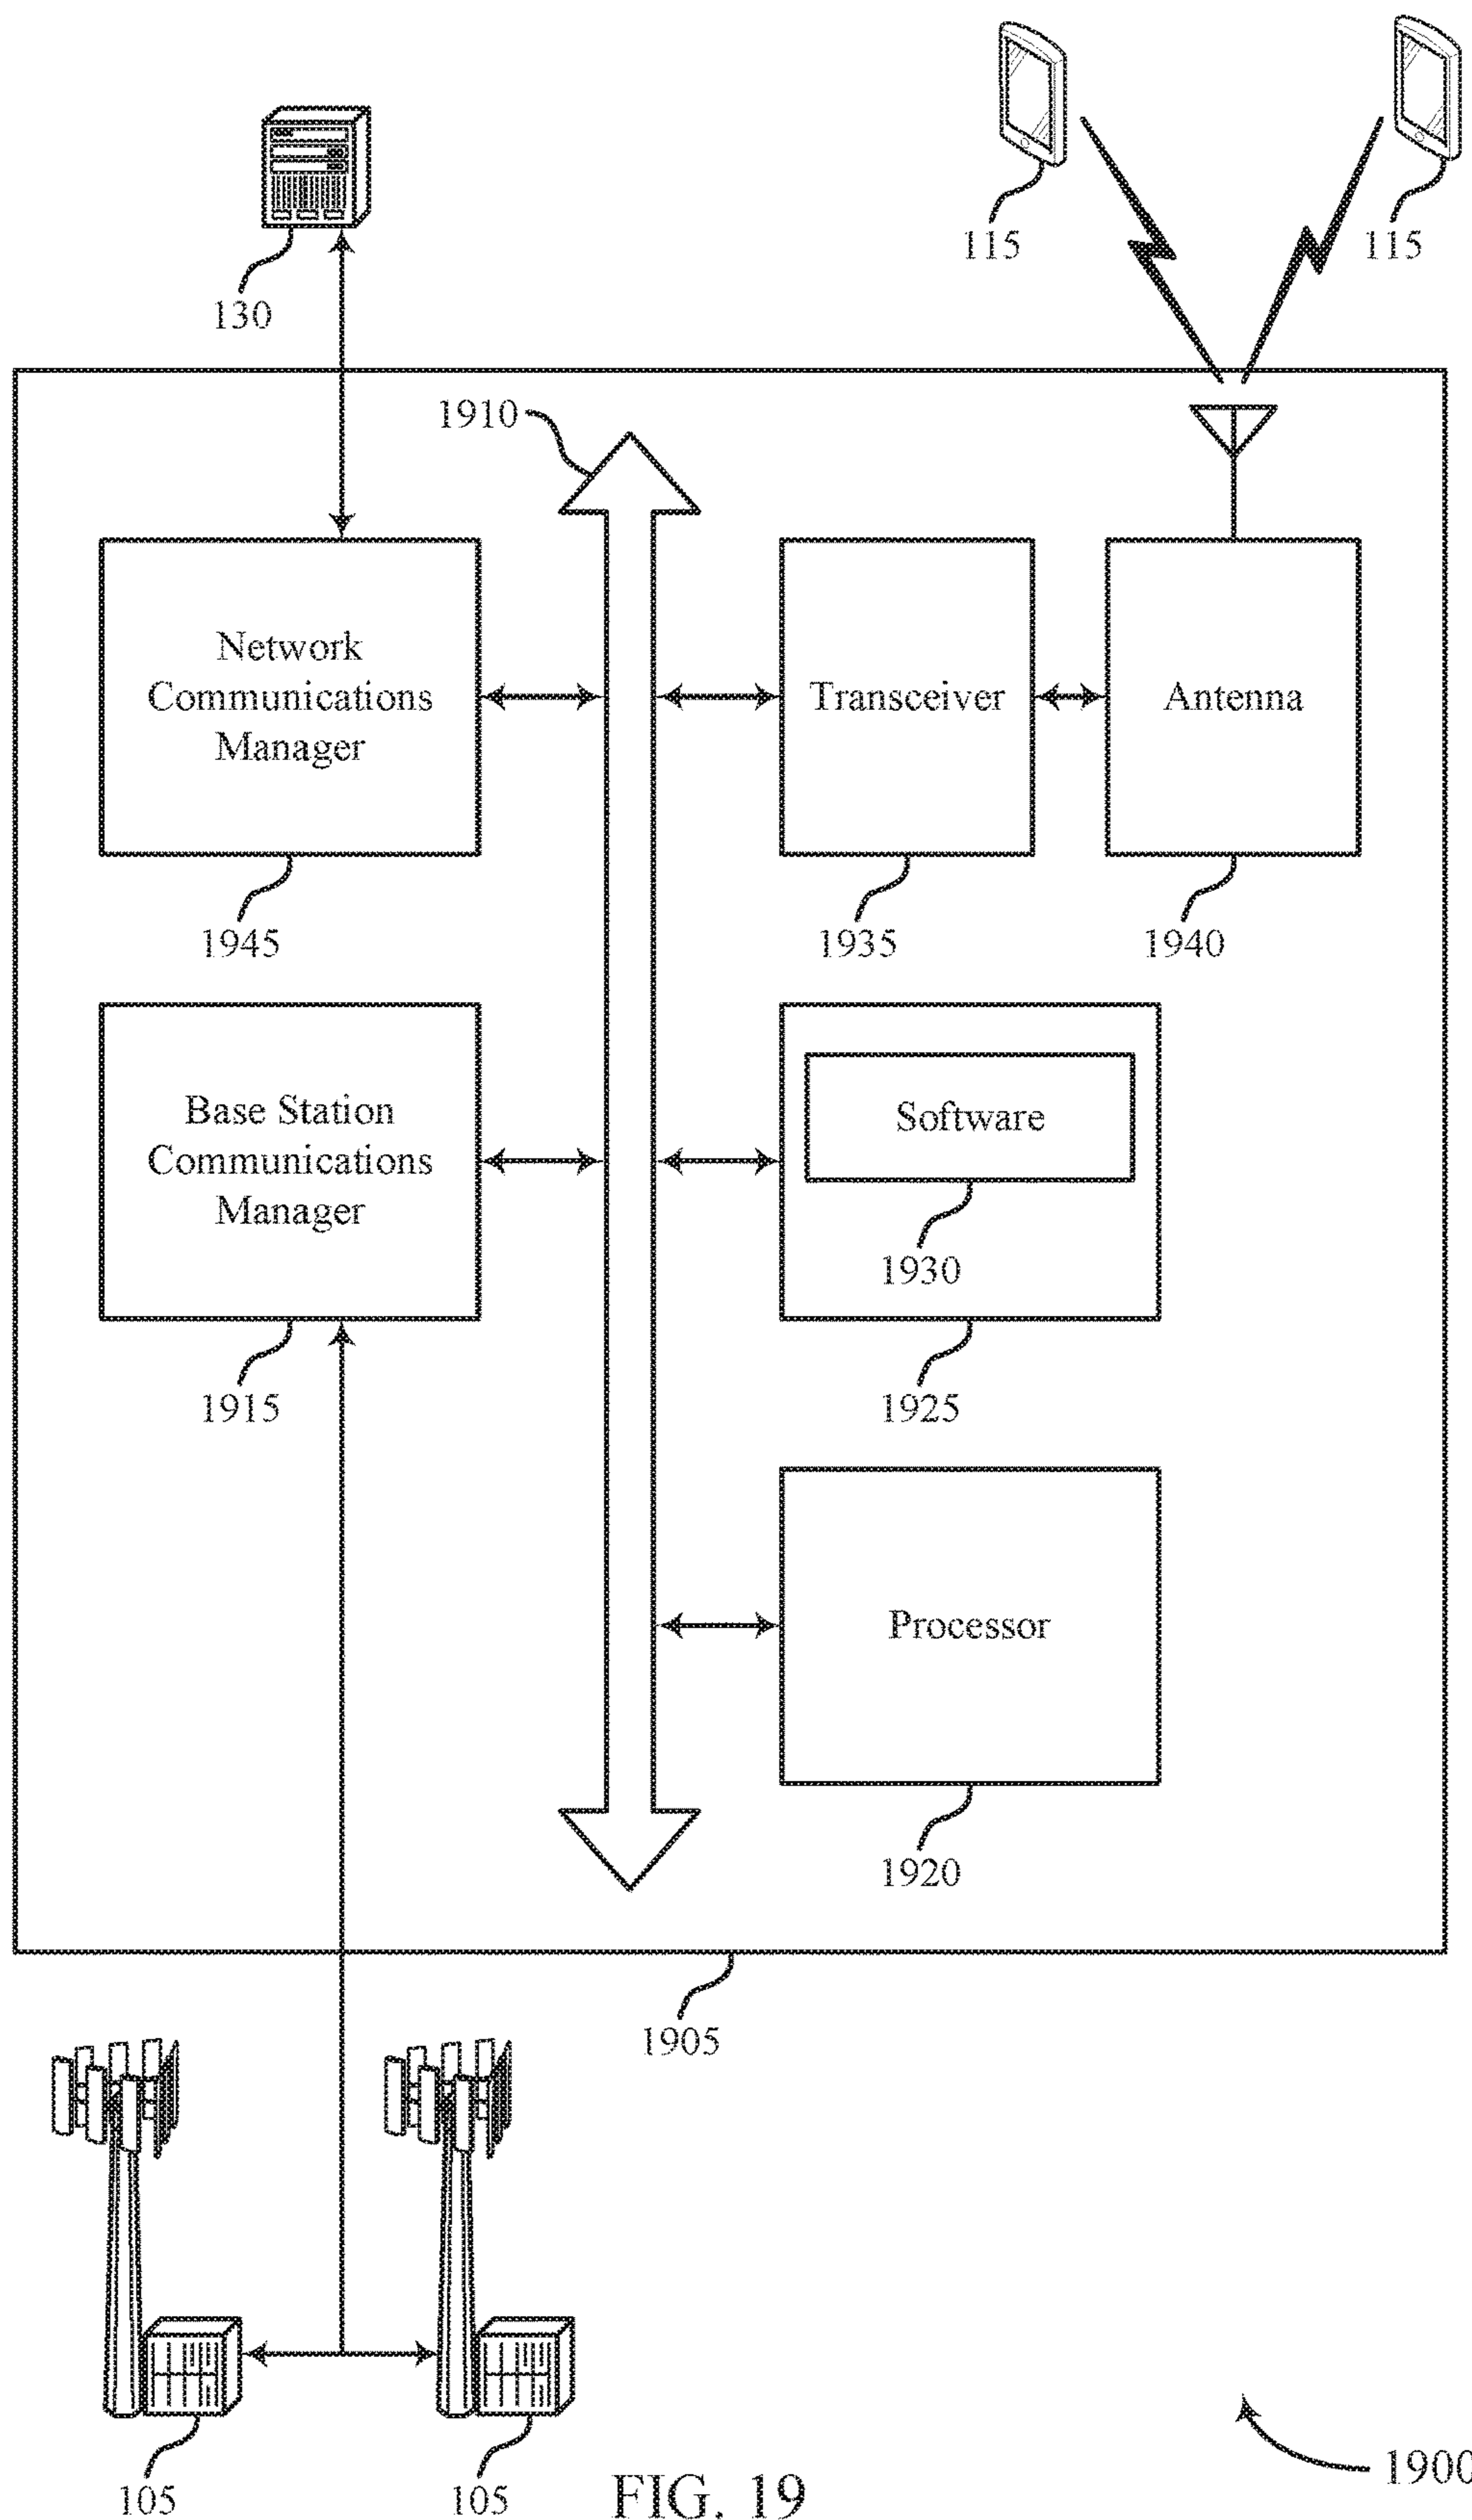 115
115
130
1910
Network
Communications
Manager
Transceiver
Antenna
1945
1935
1940
Base Station
Communications
Manager
Software
1930
1915
1925
Processor
1920
1905
105
105
FIG. 19
1900